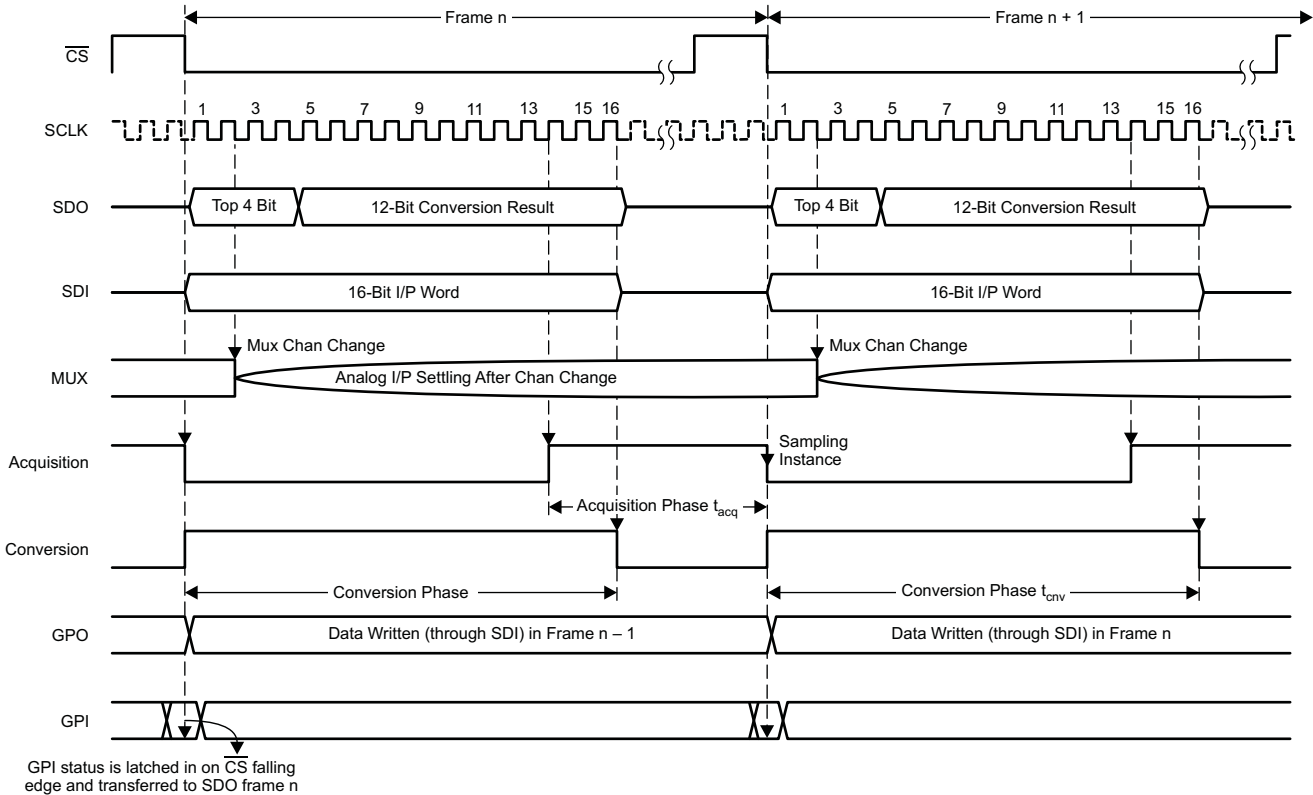 Frame n
Frame n + 1
CS
1 3 5 7 9 11 13 15 16
1 3 5 7 9 11 13 15 16
SCLK
SDO
Top 4 Bit
12-Bit Conversion Result
Top 4 Bit
12-Bit Conversion Result
SDI
16-Bit I/P Word
16-Bit I/P Word
Mux Chan Change
Mux Chan Change
MUX
Analog I/P Settling After Chan Change
Acquisition
Sampling
Instance
Acquisition Phase tacq
Conversion
Conversion Phase
Conversion Phase tcnv
GPO
Data Written (through SDI) in Frame n – 1
Data Written (through SDI) in Frame n
GPI
GPI status is latched in on CS falling
edge and transferred to SDO frame n